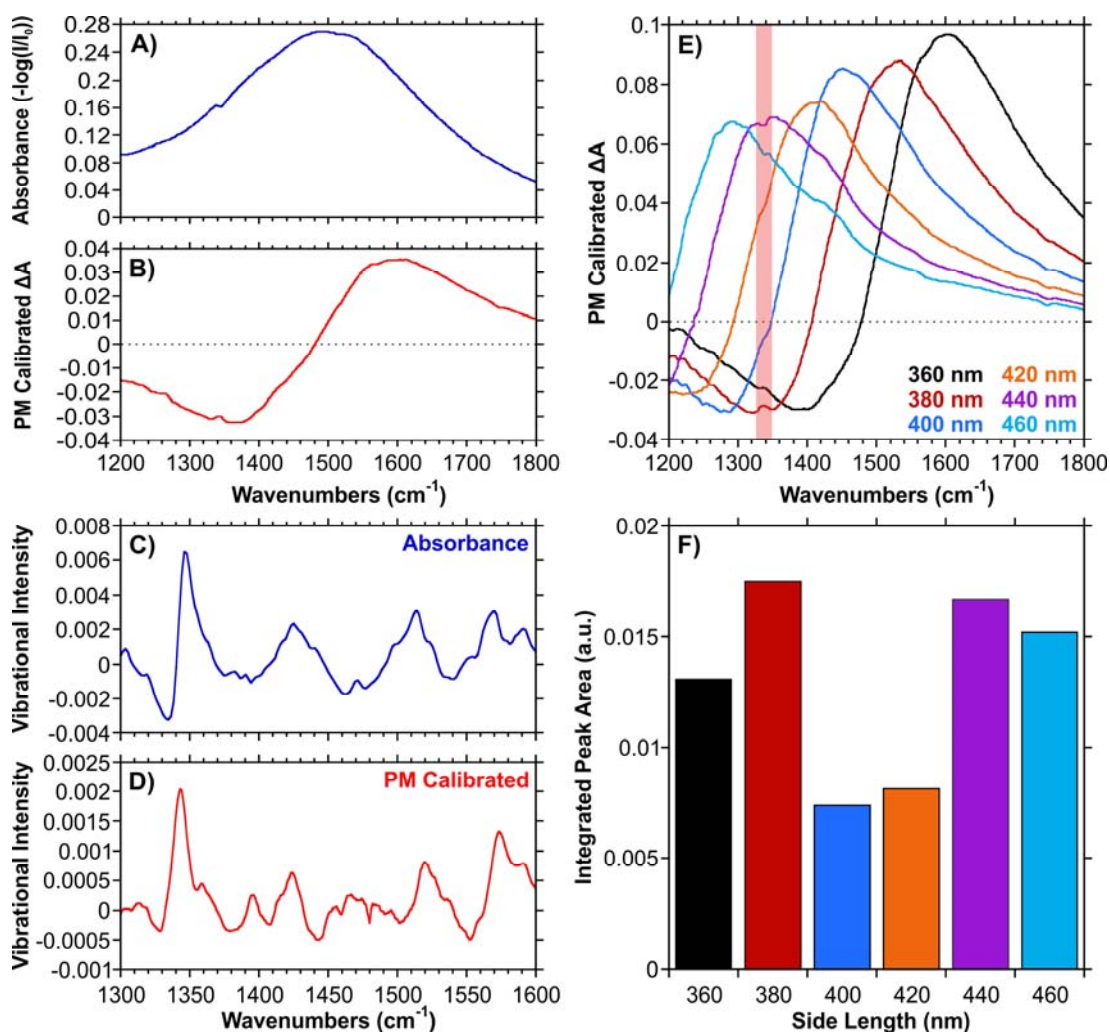 A)
Absorbance (-log(I/I₀))
0.28
0.24
0.2
0.16
0.12
0.08
0.04
0
B)
PM Calibrated ΔA
0.04
0.03
0.02
0.01
0
-0.01
-0.02
-0.03
-0.04
1200 1300 1400 1500 1600 1700 1800
Wavenumbers (cm⁻¹)
C)
Absorbance
Vibrational Intensity
0.008
0.006
0.004
0.002
0
-0.002
-0.004
D)
PM Calibrated
Vibrational Intensity
0.0025
0.002
0.0015
0.001
0.0005
0
-0.0005
-0.001
1300 1350 1400 1450 1500 1550 1600
Wavenumbers (cm⁻¹)
E)
PM Calibrated ΔA
0.1
0.08
0.06
0.04
0.02
0
-0.02
-0.04
360 nm 420 nm
380 nm 440 nm
400 nm 460 nm
1200 1300 1400 1500 1600 1700 1800
Wavenumbers (cm⁻¹)
F)
Integrated Peak Area (a.u.)
0.02
0.015
0.01
0.005
0
360 380 400 420 440 460
Side Length (nm)